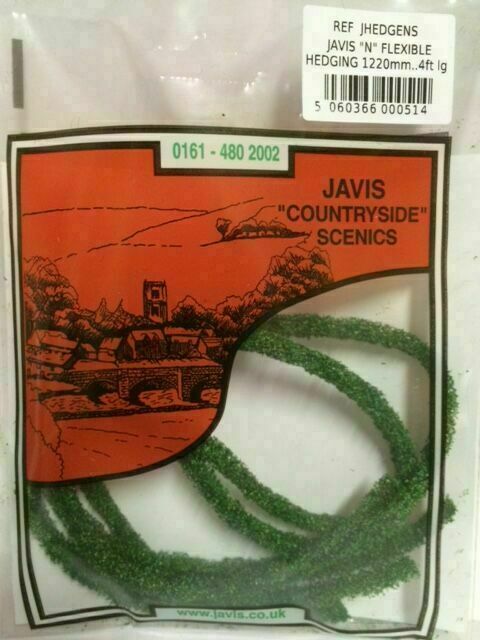 REF JHEDGENS
JAVIS "N" FLEXIBLE
HEDGING 1220mm..4ft lg
5 060366 000514
0161 - 480 2002
JAVIS
"COUNTRYSIDE"
SCENICS
www.javis.co.uk